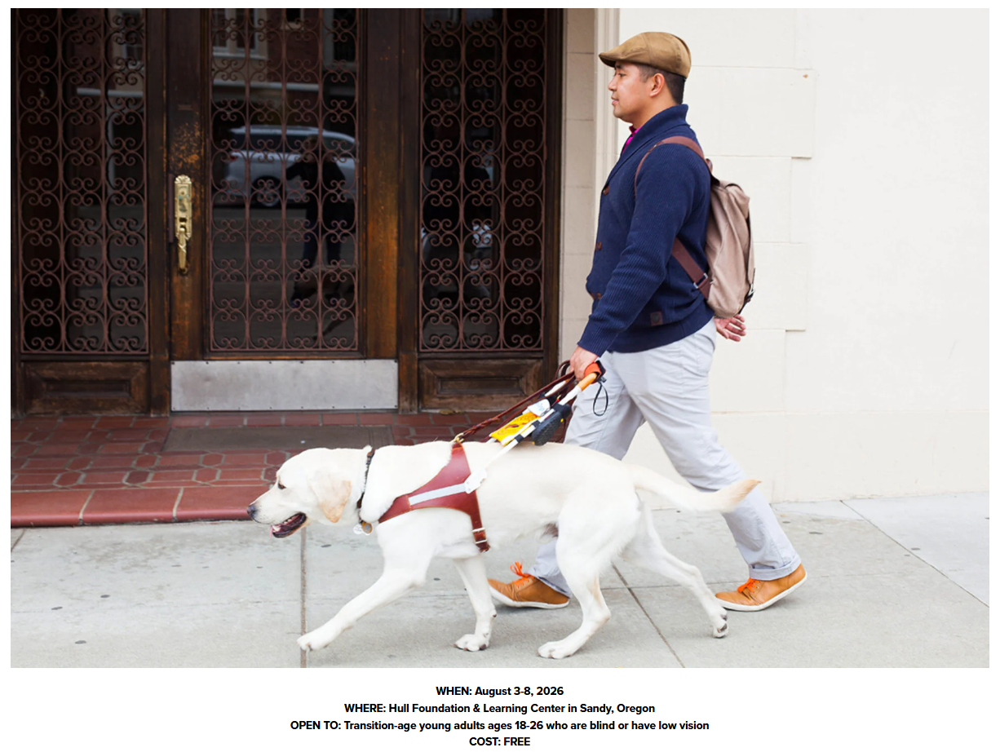 WHEN: August 3-8, 2026
WHERE: Hull Foundation & Learning Center in Sandy, Oregon
OPEN TO: Transition-age young adults ages 18-26 who are blind or have low vision
COST: FREE